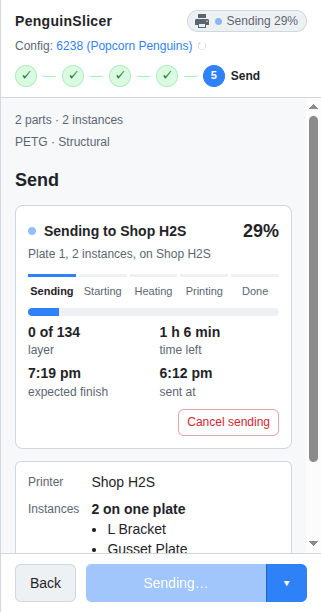 PenguinSlicer
Sending 29%
Config: 6238 (Popcorn Penguins)
✓ ✓ ✓ ✓ 5 Send
2 parts · 2 instances
PETG · Structural
Send
Sending to Shop H2S 29%
Plate 1, 2 instances, on Shop H2S
Sending Starting Heating Printing Done
0 of 134 1 h 6 min
layer time left
7:19 pm 6:12 pm
expected finish sent at
Cancel sending
Printer Shop H2S
Instances 2 on one plate
• L Bracket
• Gusset Plate
Back Sending… ▼